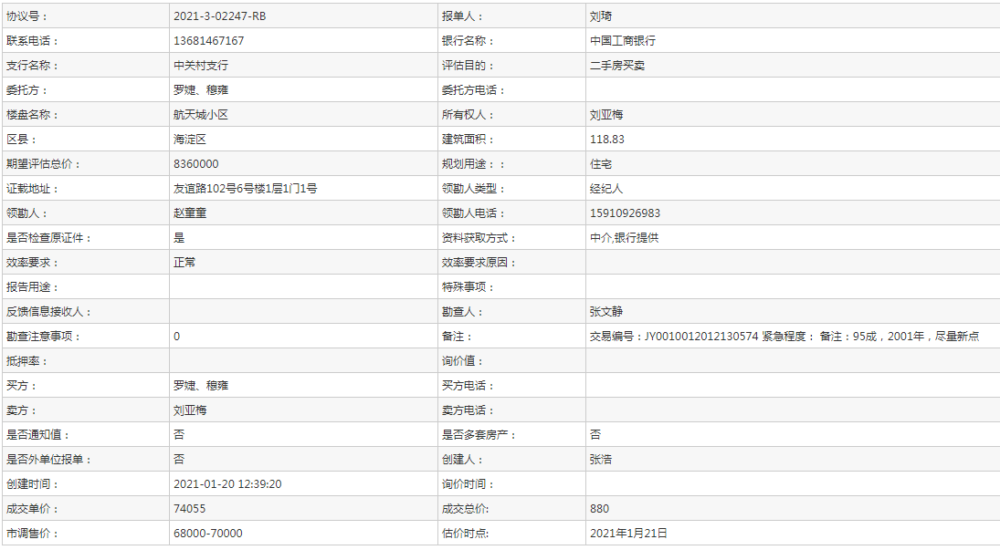 协议号： 2021-3-02247-RB 报单人： 刘琦
联系电话： 13681467167 银行名称： 中国工商银行
支行名称： 中关村支行 评估目的： 二手房买卖
委托方： 罗婕、穆雍 委托方电话：
楼盘名称： 航天城小区 所有权人： 刘亚梅
区县： 海淀区 建筑面积： 118.83
期望评估总价： 8360000 规划用途：： 住宅
证载地址： 友谊路102号6号楼1层1门1号 领勘人类型： 经纪人
领勘人： 赵童童 领勘人电话： 15910926983
是否检查原证件： 是 资料获取方式： 中介,银行提供
效率要求： 正常 效率要求原因：
报告用途： 特殊事项：
反馈信息接收人： 勘查人： 张文静
勘查注意事项： 0 备注： 交易编号：JY0010012012130574 紧急程度： 备注：95成，2001年，尽量新点
抵押率： 询价值：
买方： 罗婕、穆雍 买方电话：
卖方： 刘亚梅 卖方电话：
是否通知值： 否 是否多套房产： 否
是否外单位报单： 否 创建人： 张浩
创建时间： 2021-01-20 12:39:20 询价时间：
成交单价： 74055 成交总价: 880
市调售价： 68000-70000 估价时点: 2021年1月21日